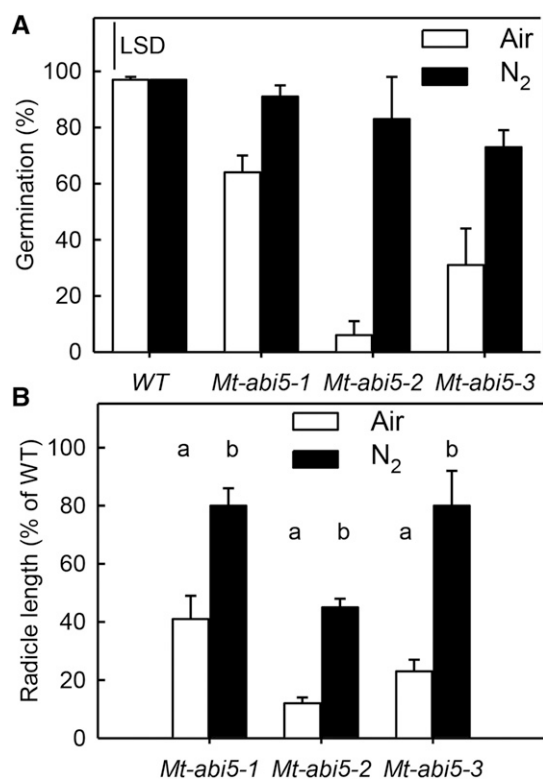 A
LSD
Air
N₂
100
80
60
40
20
0
Germination (%)
WT Mt-abi5-1 Mt-abi5-2 Mt-abi5-3
B
Air
N₂
100
80
60
40
20
0
Radicle length (% of WT)
a b a b a b
Mt-abi5-1 Mt-abi5-2 Mt-abi5-3